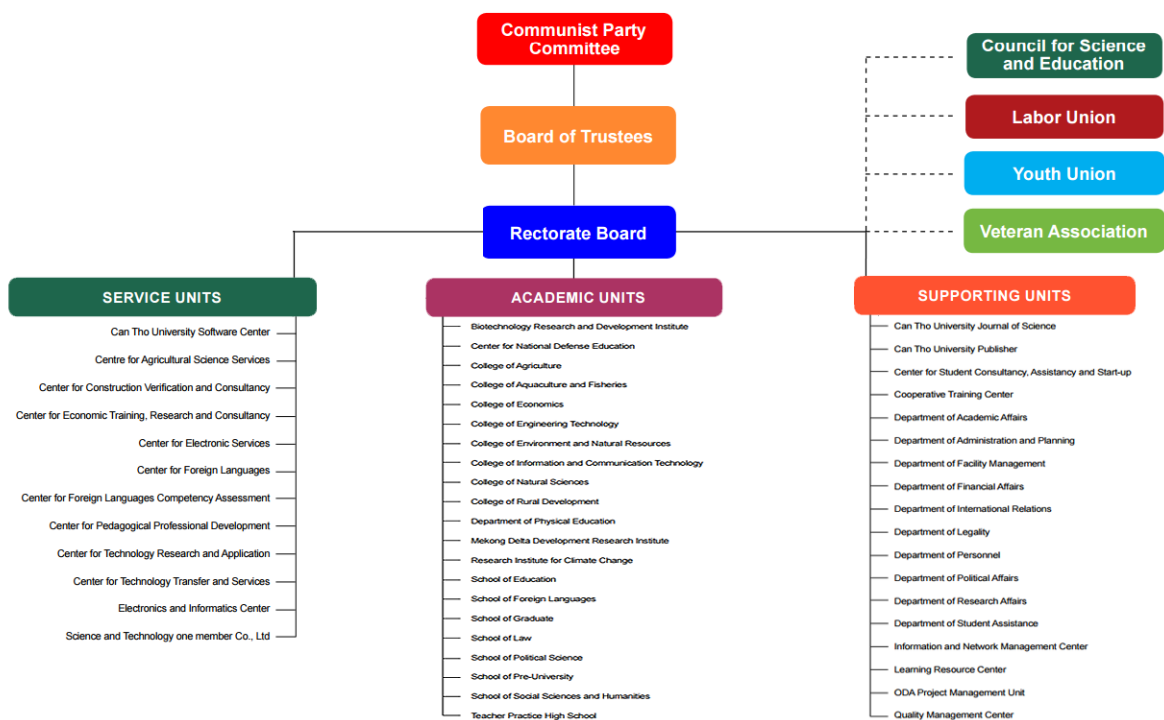 Communist Party
Committee
Council for Science
and Education
Board of Trustees
Labor Union
Youth Union
Rectorate Board
Veteran Association
SERVICE UNITS
Can Tho University Software Center
Centre for Agricultural Science Services
Center for Construction Verification and Consultancy
Center for Economic Training, Research and Consultancy
Center for Electronic Services
Center for Foreign Languages
Center for Foreign Languages Competency Assessment
Center for Pedagogical Professional Development
Center for Technology Research and Application
Center for Technology Transfer and Services
Electronics and Informatics Center
Science and Technology one member Co., Ltd
ACADEMIC UNITS
Biotechnology Research and Development Institute
Center for National Defense Education
College of Agriculture
College of Aquaculture and Fisheries
College of Economics
College of Engineering Technology
College of Environment and Natural Resources
College of Information and Communication Technology
College of Natural Sciences
College of Rural Development
Department of Physical Education
Mekong Delta Development Research Institute
Research Institute for Climate Change
School of Education
School of Foreign Languages
School of Graduate
School of Law
School of Political Science
School of Pre-University
School of Social Sciences and Humanities
Teacher Practice High School
SUPPORTING UNITS
Can Tho University Journal of Science
Can Tho University Publisher
Center for Student Consultancy, Assistancy and Start-up
Cooperative Training Center
Department of Academic Affairs
Department of Administration and Planning
Department of Facility Management
Department of Financial Affairs
Department of International Relations
Department of Legality
Department of Personnel
Department of Political Affairs
Department of Research Affairs
Department of Student Assistance
Information and Network Management Center
Learning Resource Center
ODA Project Management Unit
Quality Management Center